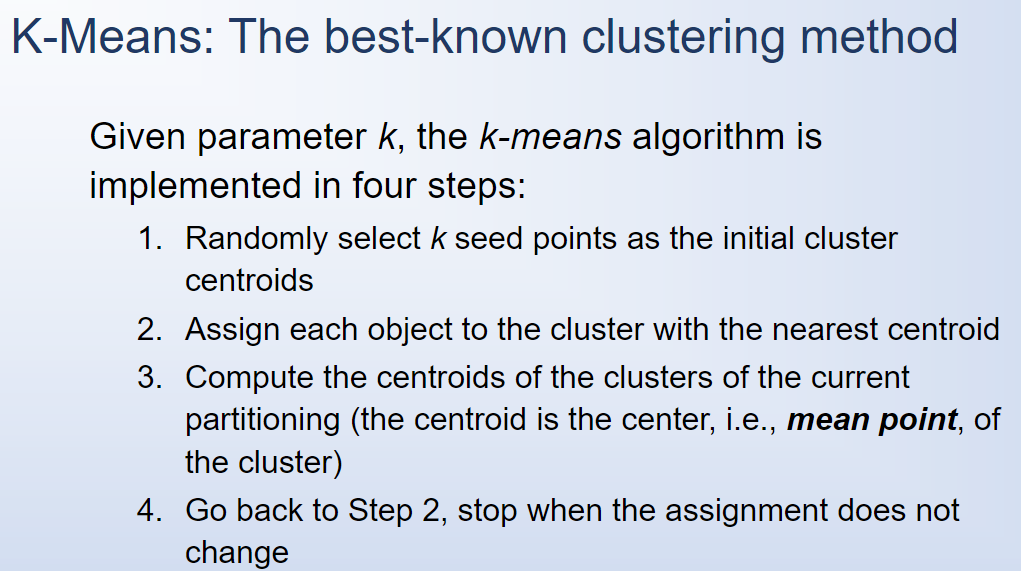 K-Means: The best-known clustering method
Given parameter k, the k-means algorithm is
implemented in four steps:
1. Randomly select k seed points as the initial cluster
centroids
2. Assign each object to the cluster with the nearest centroid
3. Compute the centroids of the clusters of the current
partitioning (the centroid is the center, i.e., mean point, of
the cluster)
4. Go back to Step 2, stop when the assignment does not
change